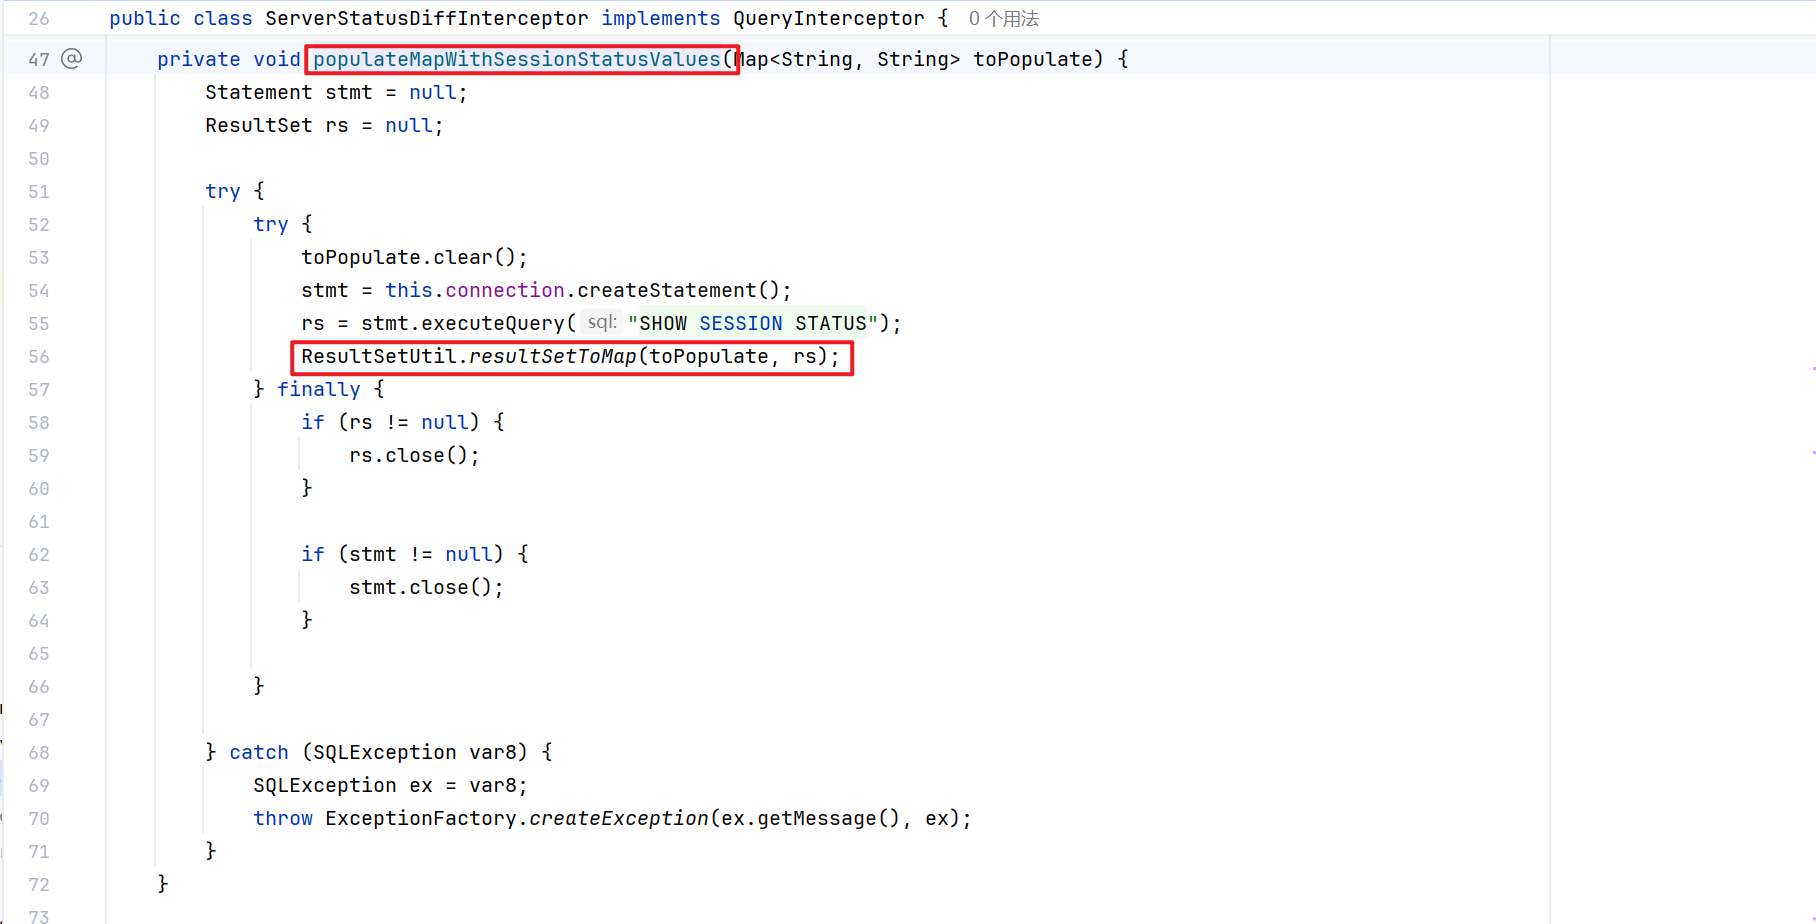 26 public class ServerStatusDiffInterceptor implements QueryInterceptor { 0 个用法
47 @ private void populateMapWithSessionStatusValues(Map<String, String> toPopulate) {
48 Statement stmt = null;
49 ResultSet rs = null;
50
51 try {
52 try {
53 toPopulate.clear();
54 stmt = this.connection.createStatement();
55 rs = stmt.executeQuery( sql: "SHOW SESSION STATUS");
56 ResultSetUtil.resultSetToMap(toPopulate, rs);
57 } finally {
58 if (rs != null) {
59 rs.close();
60 }
61
62 if (stmt != null) {
63 stmt.close();
64 }
65
66 }
67
68 } catch (SQLException var8) {
69 SQLException ex = var8;
70 throw ExceptionFactory.createException(ex.getMessage(), ex);
71 }
72 }
73